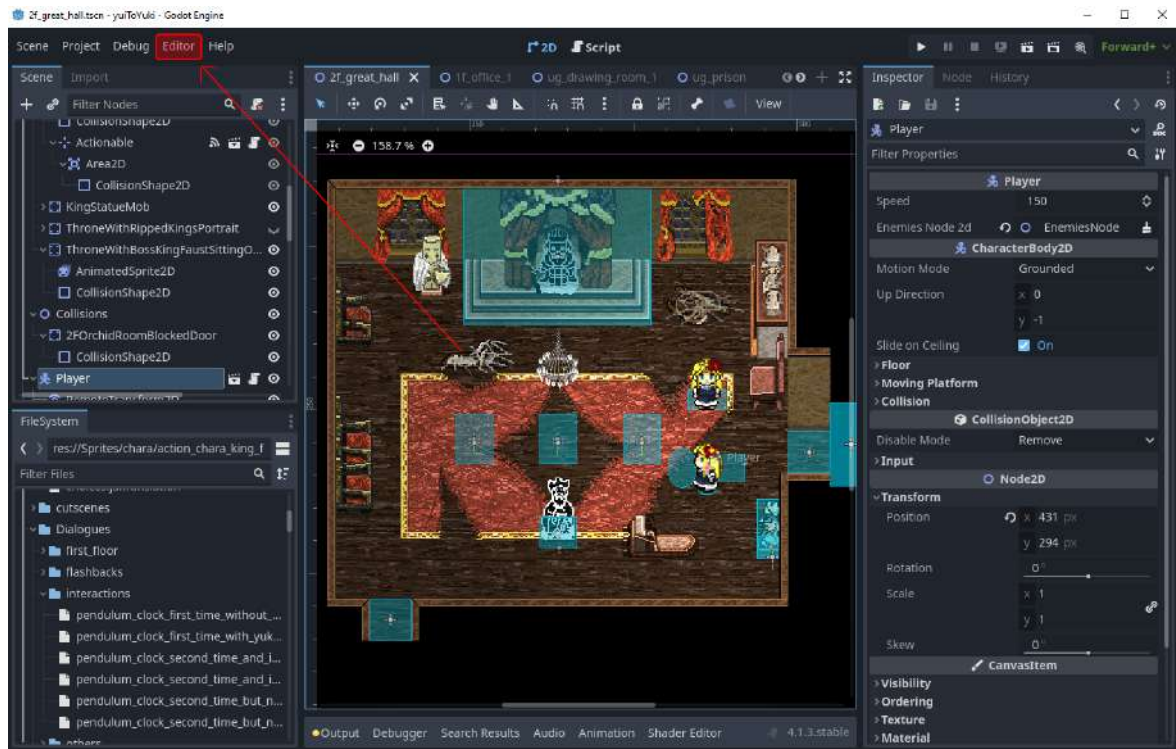 2f_great_hall.tscn - yuiToYuki - Godot Engine
Scene Project Debug Editor Help
2D Script
Forward+
Scene Import
Filter Nodes
CollisionShape2D
Actionable
Area2D
CollisionShape2D
KingStatueMob
ThroneWithRippedKingsPortrait
ThroneWithBossKingFaustSittingO...
AnimatedSprite2D
CollisionShape2D
Collisions
2FOrchidRoomBlockedDoor
CollisionShape2D
Player
RemoteTransform2D
FileSystem
res://Sprites/chara/action_chara_king_f
Filter Files
cutscenes
Dialogues
first_floor
flashbacks
interactions
pendulum_clock_first_time_without_...
pendulum_clock_first_time_with_yuk...
pendulum_clock_second_time_and_i...
pendulum_clock_second_time_and_i...
pendulum_clock_second_time_but_n...
pendulum_clock_second_time_but_n...
others
2f_great_hall 1f_office_1 ug_drawing_room_1 ug_prison
View
158.7 %
Player
Output Debugger Search Results Audio Animation Shader Editor 4.1.3.stable
Inspector Node History
Player
Filter Properties
Player
Speed 150
Enemies Node 2d EnemiesNode
CharacterBody2D
Motion Mode Grounded
Up Direction x 0
y -1
Slide on Ceiling On
Floor
Moving Platform
Collision
CollisionObject2D
Disable Mode Remove
Input
Node2D
Transform
Position x 431 px
y 294 px
Rotation 0 °
Scale x 1
y 1
Skew 0 °
CanvasItem
Visibility
Ordering
Texture
Material